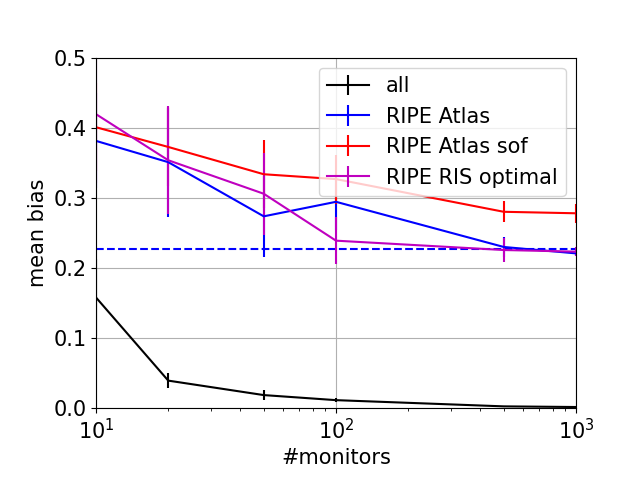 0.5
0.4
0.3
0.2
0.1
0.0
mean bias
10¹
10²
10³
#monitors
all
RIPE Atlas
RIPE Atlas sof
RIPE RIS optimal